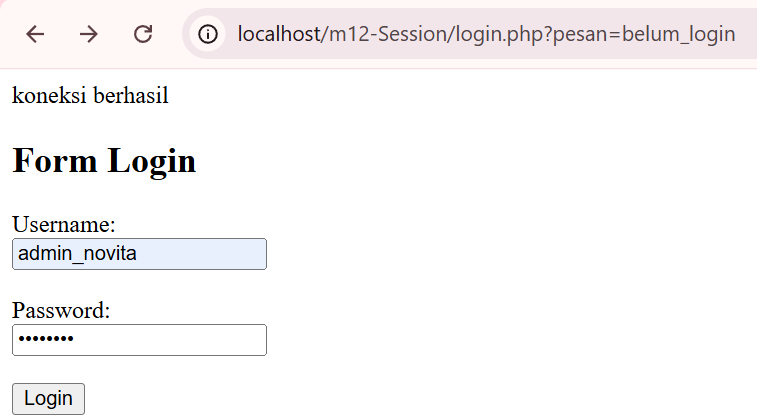 localhost/m12-Session/login.php?pesan=belum_login
koneksi berhasil
Form Login
Username:
admin_novita
Password:
••••••••
Login